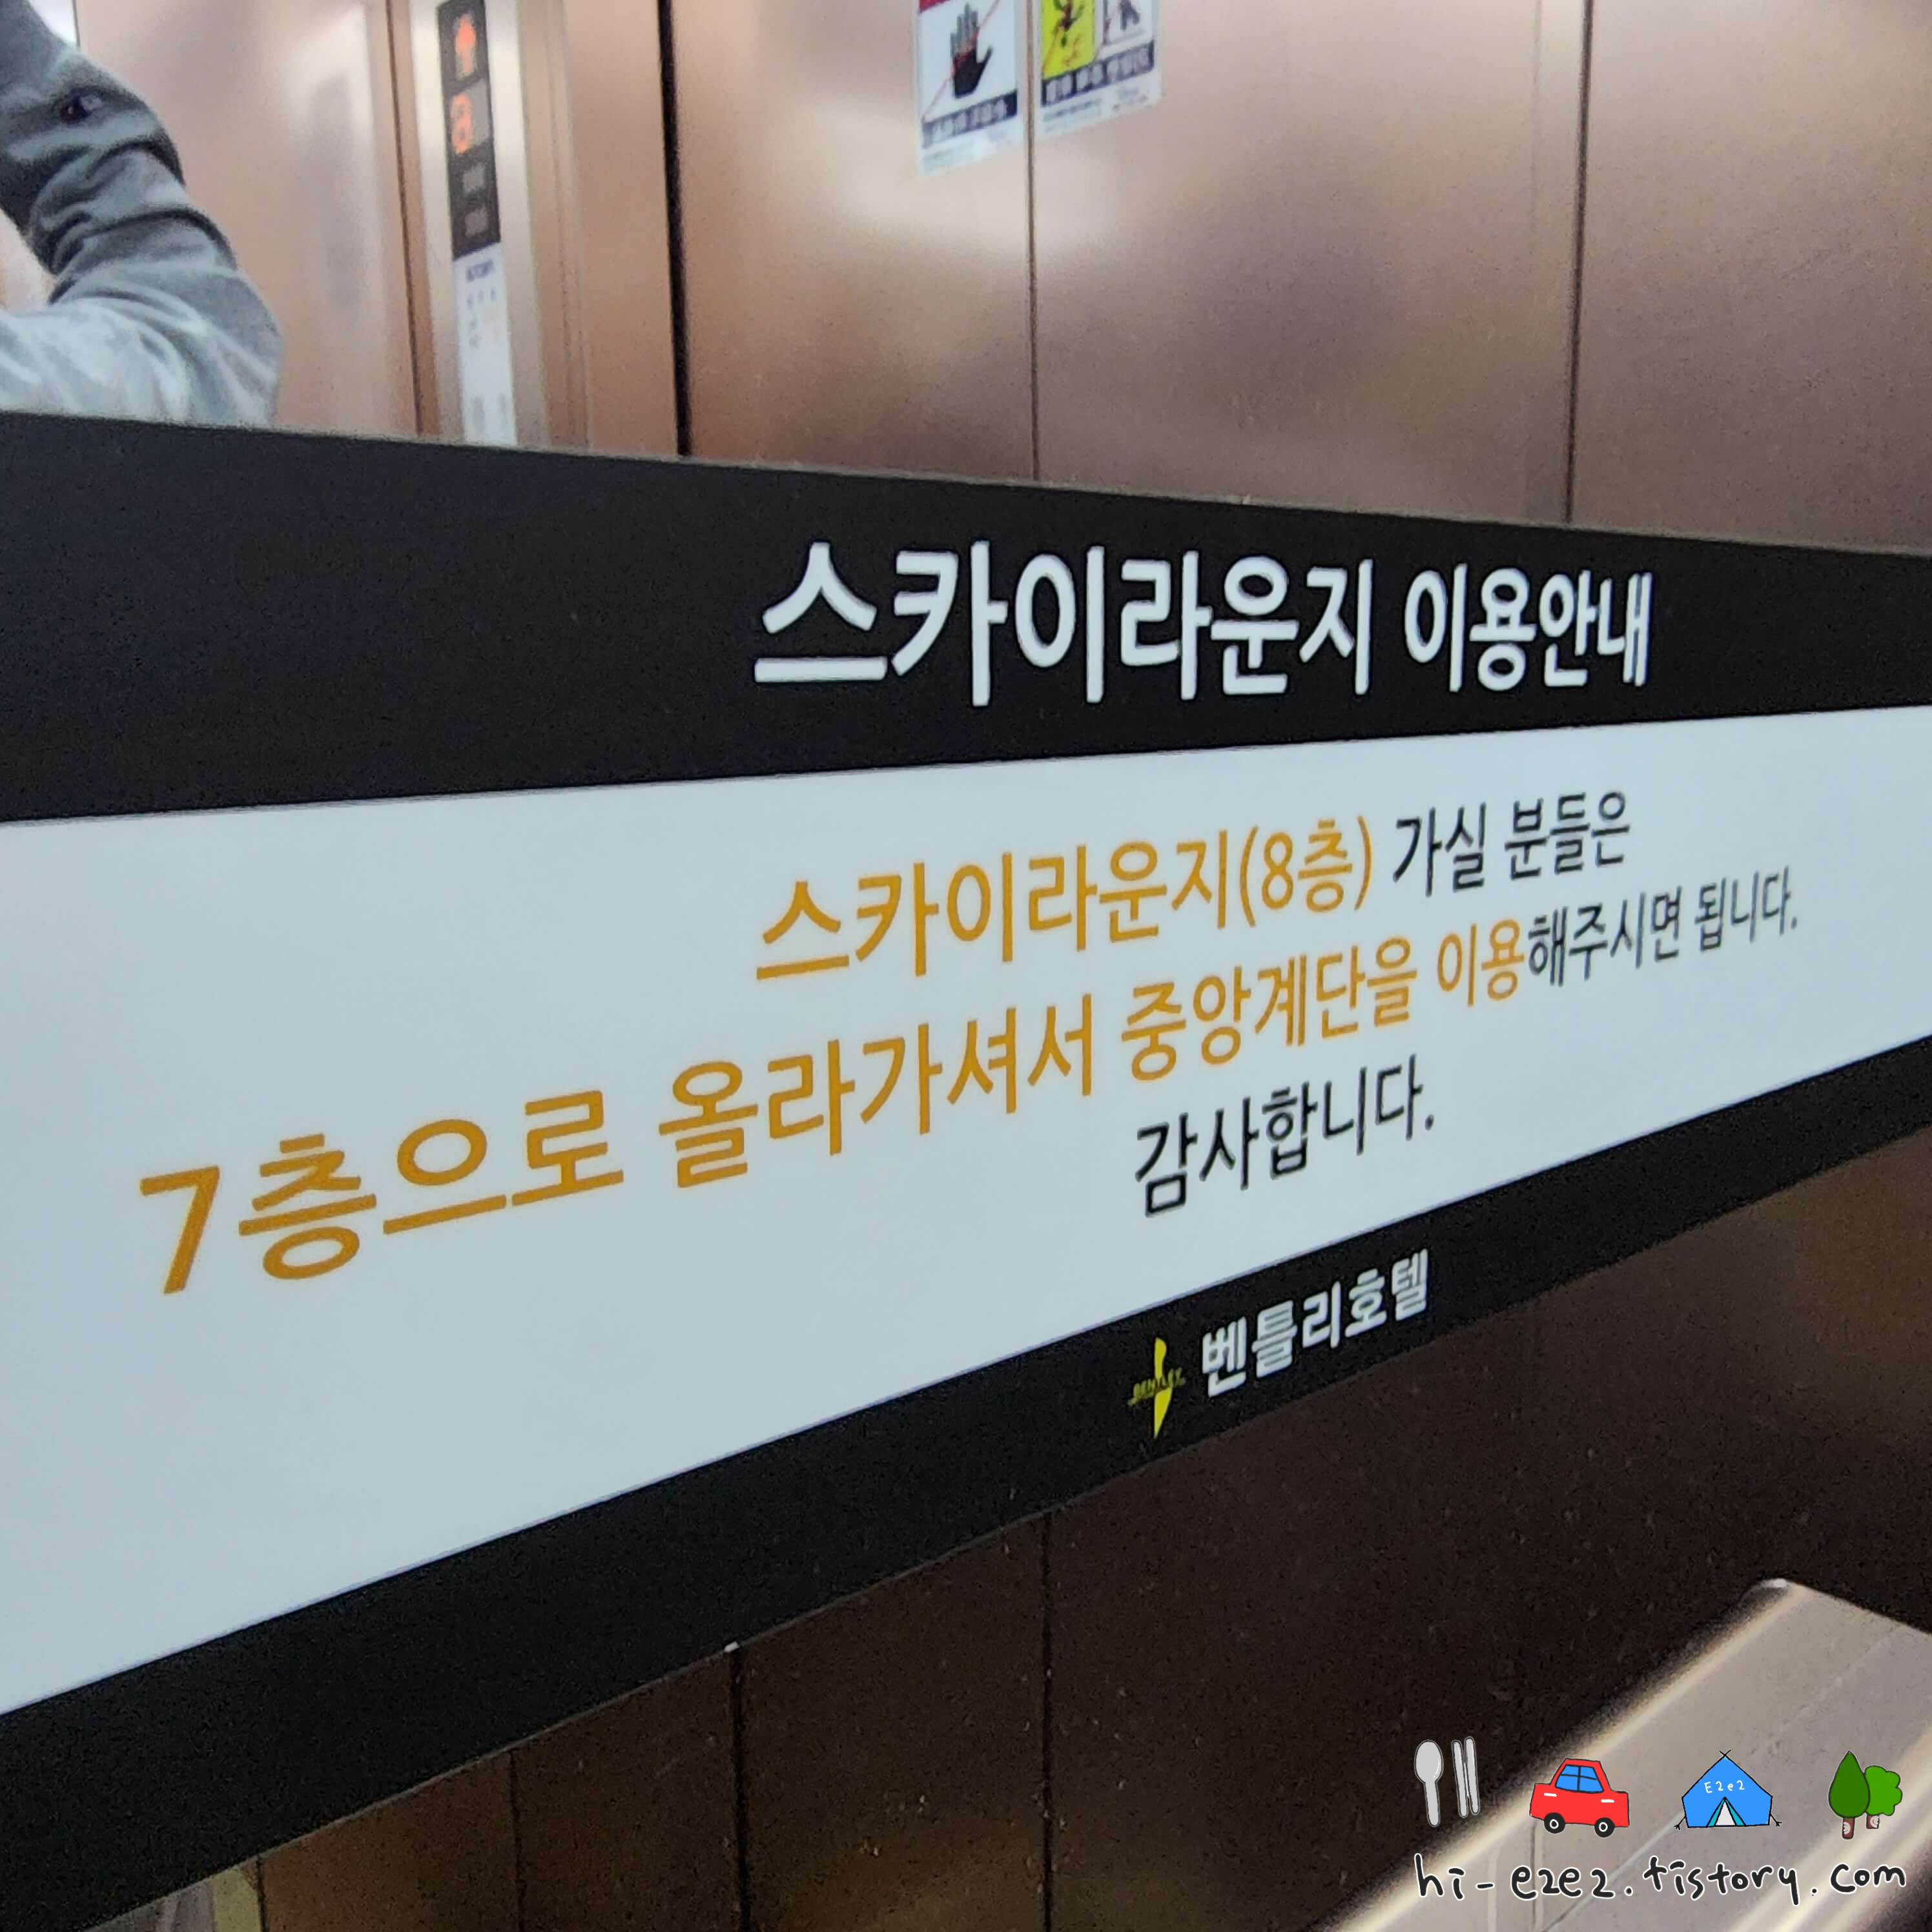 스카이라운지 이용안내
스카이라운지(8층) 가실 분들은
7층으로 올라가셔서 중앙계단을 이용해주시면 됩니다.
감사합니다.
BENTLEY 벤틀리호텔
E2e2
hi-e2e2.tistory.com